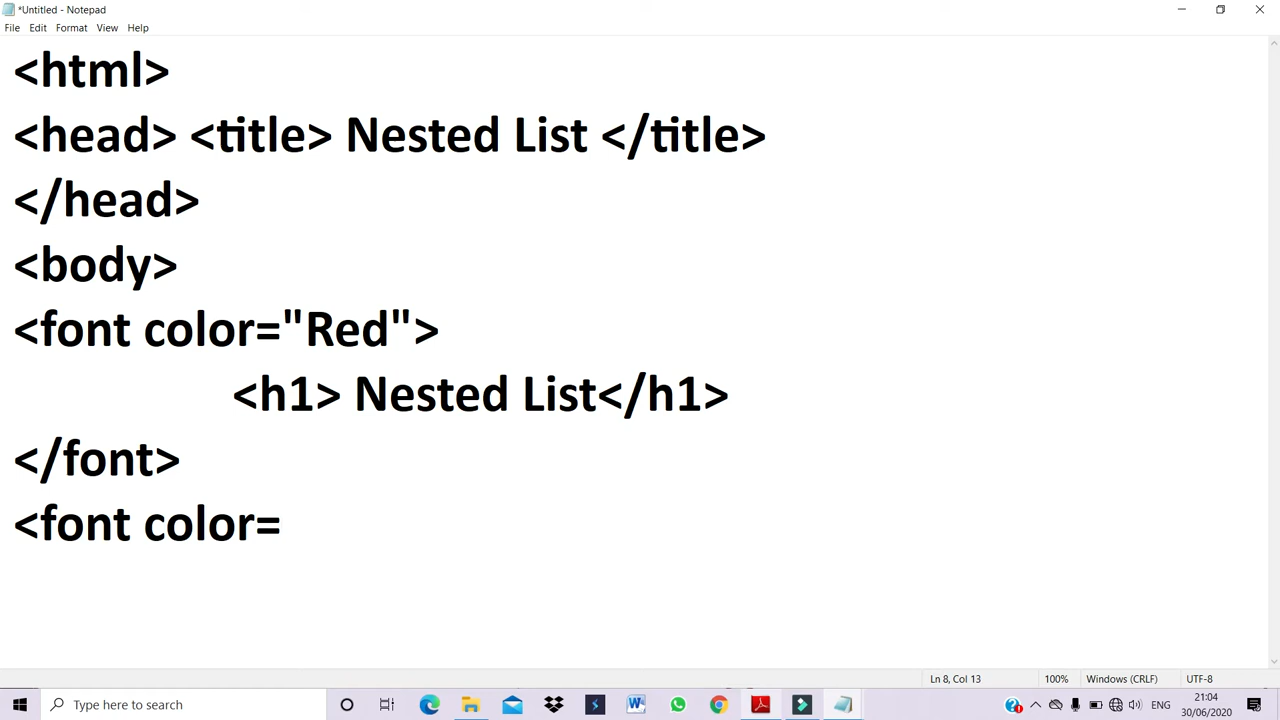 *Untitled - Notepad
File Edit Format View Help
<html>
<head> <title> Nested List </title>
</head>
<body>
<font color="Red">
<h1> Nested List</h1>
</font>
<font color=
Ln 8, Col 13 100% Windows (CRLF) UTF-8
Type here to search
ENG
01:04
30/06/2020